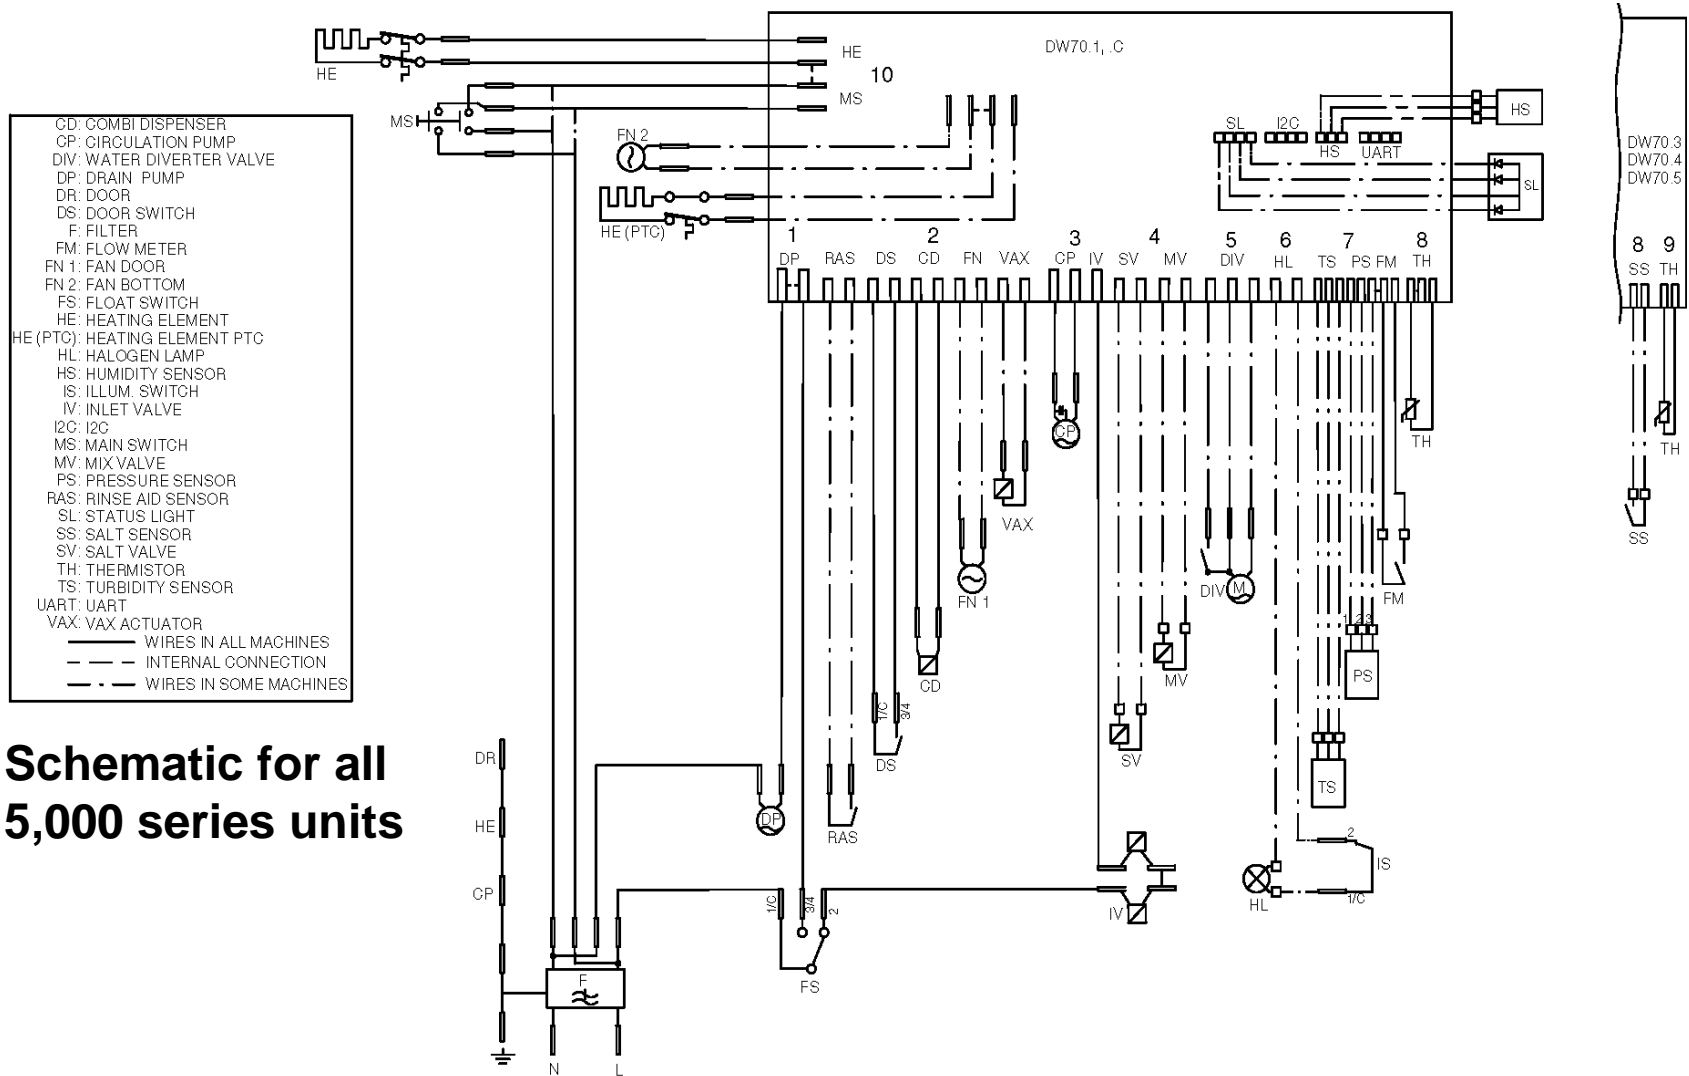 DW70.1, .C
HE
10
MS
HE
MS
FN 2
HE (PTC)
SL
I2C
HS
UART
HS
SL
DW70.3
DW70.4
DW70.5
1
2
3
4
5
6
7
8
DP
RAS
DS
CD
FN
VAX
CP
IV
SV
MV
DIV
HL
TS
PS
FM
TH
8
9
SS
TH
CD: COMBI DISPENSER
CP: CIRCULATION PUMP
DIV: WATER DIVERTER VALVE
DP: DRAIN PUMP
DR: DOOR
DS: DOOR SWITCH
F: FILTER
FM: FLOW METER
FN 1: FAN DOOR
FN 2: FAN BOTTOM
FS: FLOAT SWITCH
HE: HEATING ELEMENT
HE (PTC): HEATING ELEMENT PTC
HL: HALOGEN LAMP
HS: HUMIDITY SENSOR
IS: ILLUM. SWITCH
IV: INLET VALVE
I2C: I2C
MS: MAIN SWITCH
MV: MIX VALVE
PS: PRESSURE SENSOR
RAS: RINSE AID SENSOR
SL: STATUS LIGHT
SS: SALT SENSOR
SV: SALT VALVE
TH: THERMISTOR
TS: TURBIDITY SENSOR
UART: UART
VAX: VAX ACTUATOR
WIRES IN ALL MACHINES
INTERNAL CONNECTION
WIRES IN SOME MACHINES
CP
TH
TH
VAX
SS
FN 1
DIV
M
FM
1 2 3
PS
MV
CD
1/C
3/4
DS
SV
TS
Schematic for all
5,000 series units
DR
HE
CP
DP
RAS
2
IS
1/C
HL
IV
1/C
3/4
2
FS
F
N
L